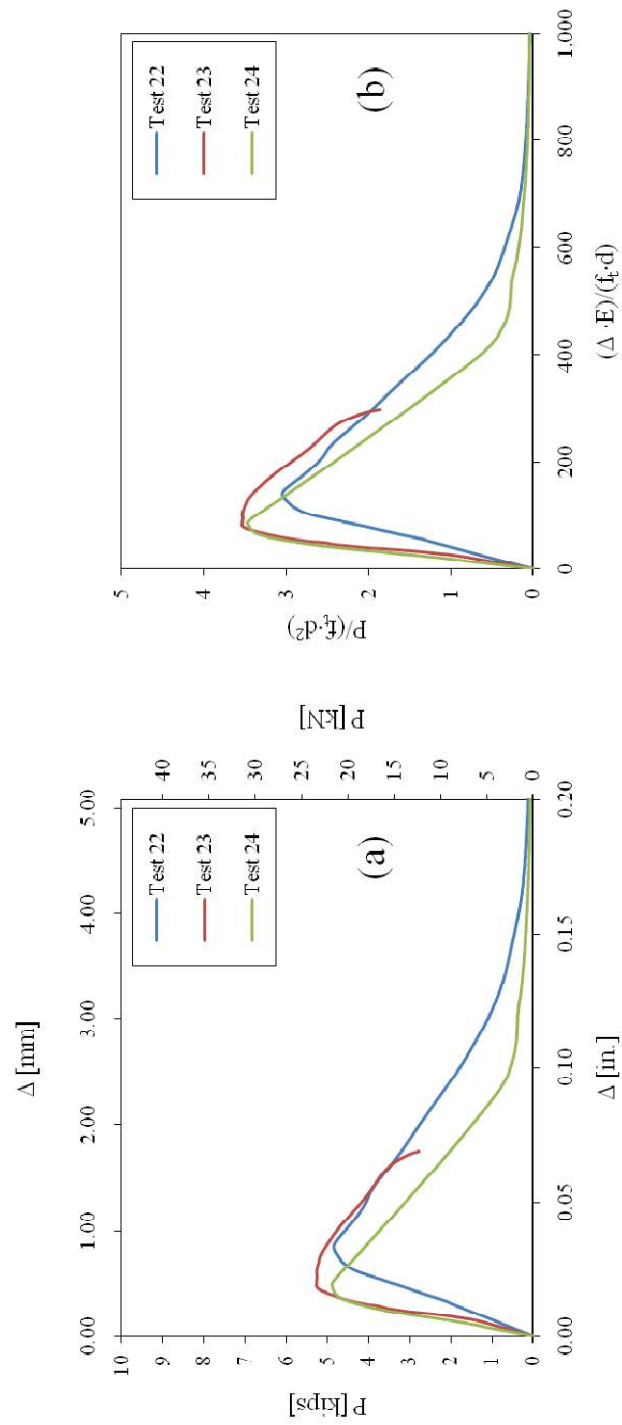 Δ [mm]
0.00 1.00 2.00 3.00 4.00 5.00
P [kips]
10
9
8
7
6
5
4
3
2
1
0
P [kN]
40
35
30
25
20
15
10
5
0
Test 22
Test 23
Test 24
(a)
0.00 0.05 0.10 0.15 0.20
Δ [in.]
P/(fₜ·d²)
5
4
3
2
1
0
Test 22
Test 23
Test 24
(b)
0 200 400 600 800 1,000
(Δ·E)/(fₜ·d)